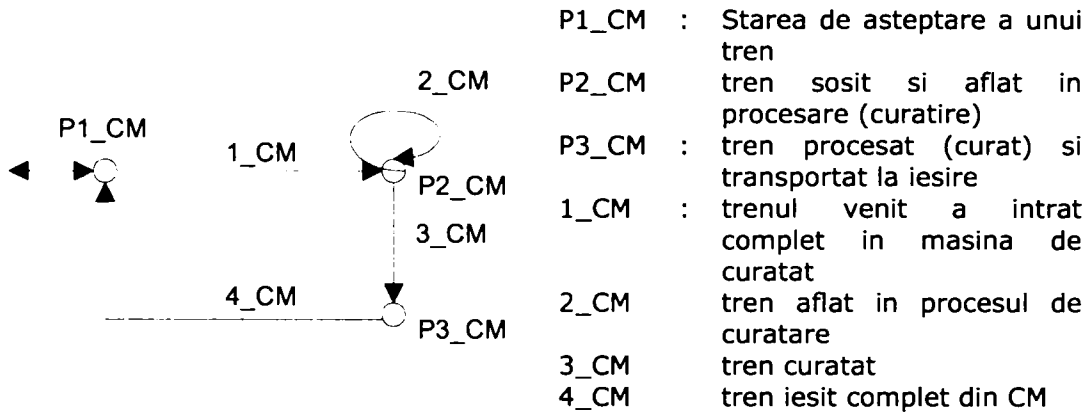 2_CM
P1_CM
1_CM
P2_CM
3_CM
4_CM
P3_CM
P1_CM : Starea de asteptare a unui
tren
P2_CM tren sosit si aflat in
procesare (curatire)
P3_CM : tren procesat (curat) si
transportat la iesire
1_CM : trenul venit a intrat
complet in masina de
curatat
2_CM tren aflat in procesul de
curatare
3_CM tren curatat
4_CM tren iesit complet din CM